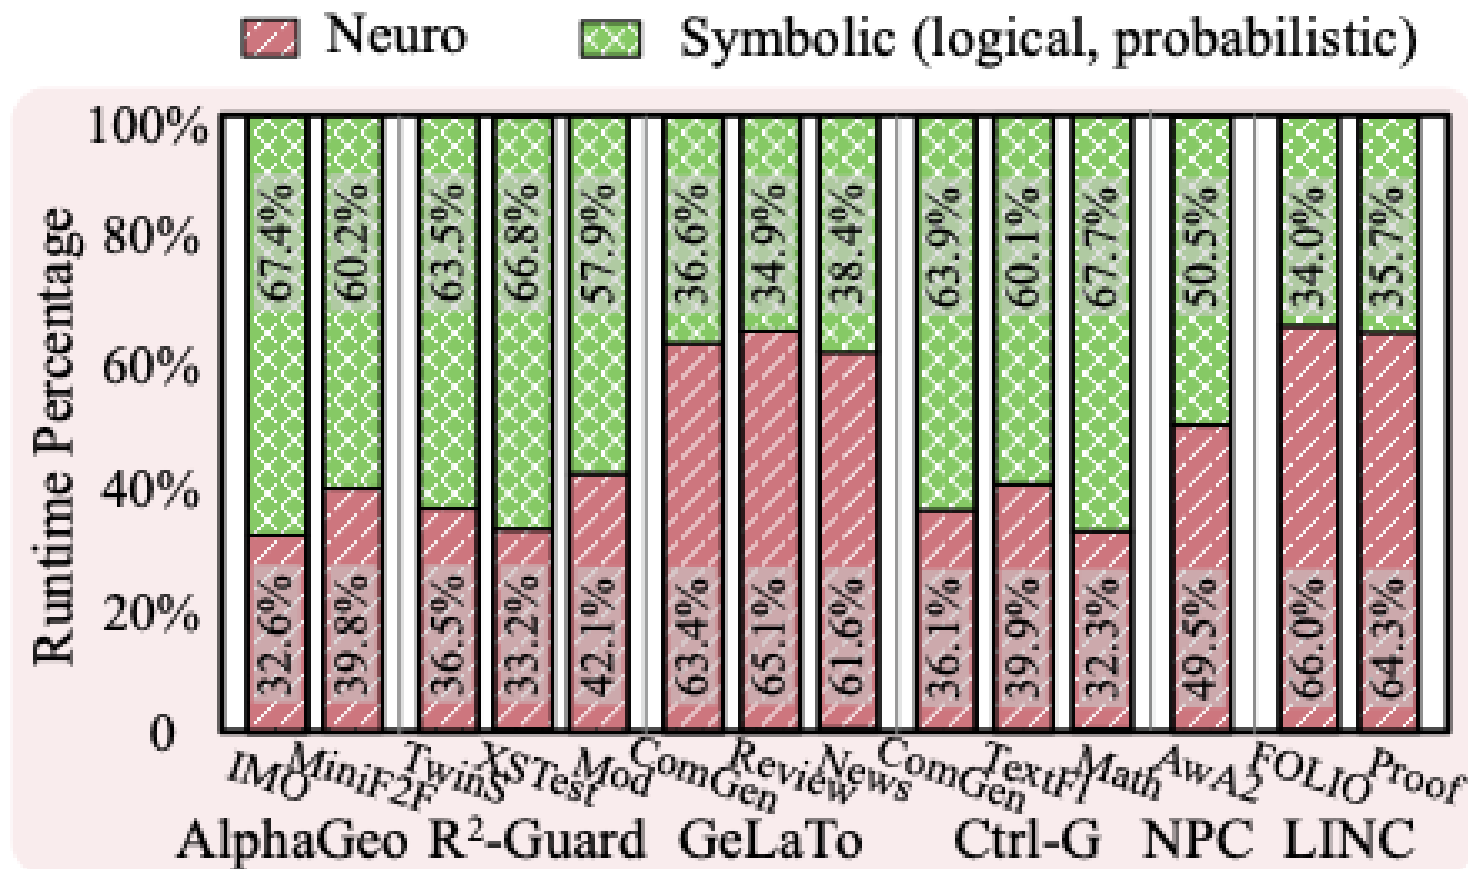 Neuro Symbolic (logical, probabilistic)
Runtime Percentage
100%
80%
60%
40%
20%
0
67.4% 60.2% 63.5% 66.8% 57.9% 36.6% 34.9% 38.4% 63.9% 60.1% 67.7% 50.5% 34.0% 35.7%
32.6% 39.8% 36.5% 33.2% 42.1% 63.4% 65.1% 61.6% 36.1% 39.9% 32.3% 49.5% 66.0% 64.3%
IMO MiniF2F TwinS XSTest Mod ComGen Review News ComGen TextF1 Math AwA2 FOLIO Proof
AlphaGeo R²-Guard GeLaTo Ctrl-G NPC LINC